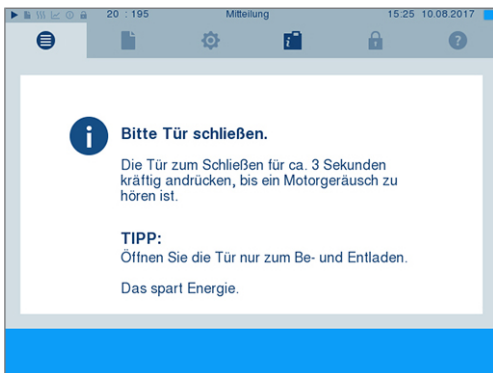 20 : 195 Mitteilung 15:25 10.08.2017
Bitte Tür schließen.
Die Tür zum Schließen für ca. 3 Sekunden
kräftig andrücken, bis ein Motorgeräusch zu
hören ist.
TIPP:
Öffnen Sie die Tür nur zum Be- und Entladen.
Das spart Energie.